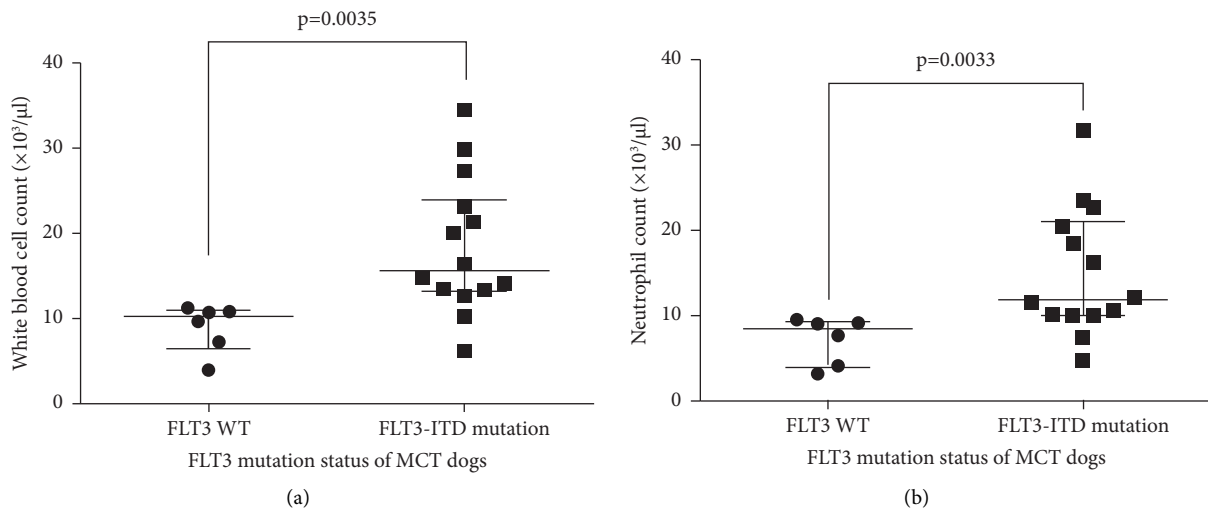 p=0.0035
40
30
20
10
0
White blood cell count (×10³/µl)
FLT3 WT
FLT3-ITD mutation
FLT3 mutation status of MCT dogs
(a)
p=0.0033
40
30
20
10
0
Neutrophil count (×10³/µl)
FLT3 WT
FLT3-ITD mutation
FLT3 mutation status of MCT dogs
(b)